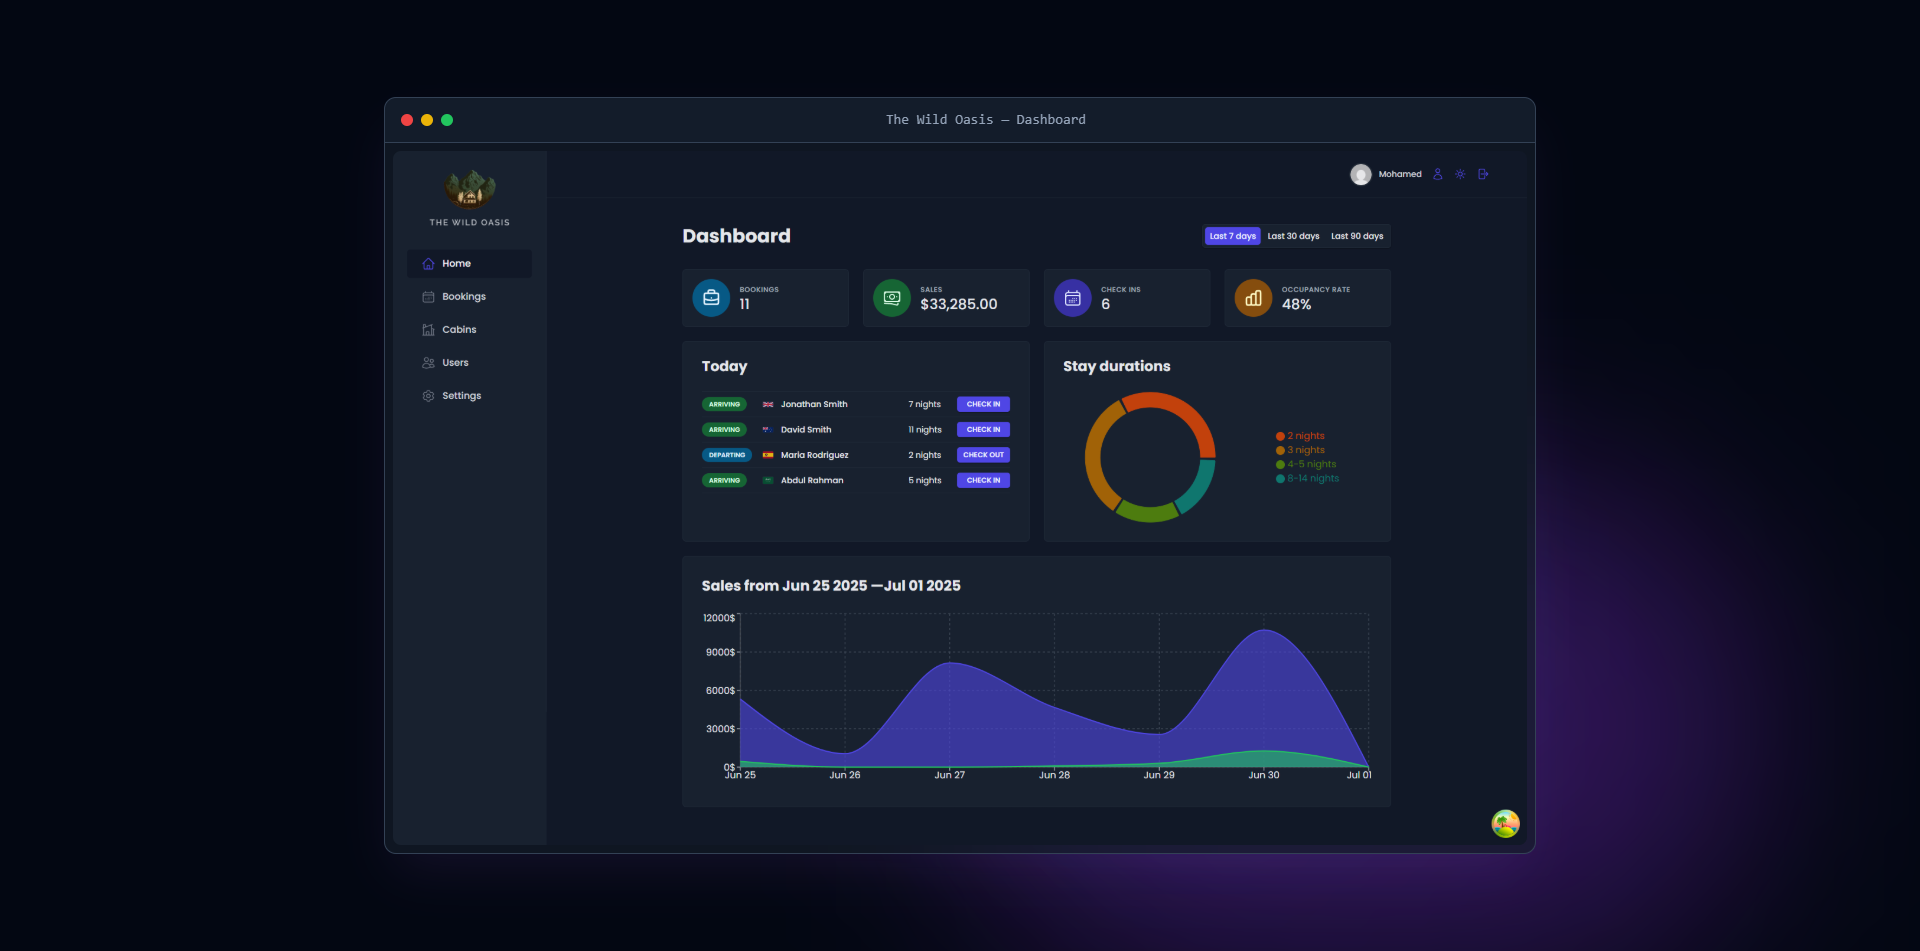 The Wild Oasis — Dashboard
Mohamed
THE WILD OASIS
Home
Bookings
Cabins
Users
Settings
Dashboard
Last 7 days Last 30 days Last 90 days
BOOKINGS
11
SALES
$33,285.00
CHECK INS
6
OCCUPANCY RATE
48%
Today
ARRIVING Jonathan Smith 7 nights CHECK IN
ARRIVING David Smith 11 nights CHECK IN
DEPARTING Maria Rodriguez 2 nights CHECK OUT
ARRIVING Abdul Rahman 5 nights CHECK IN
Stay durations
2 nights
3 nights
4-5 nights
8-14 nights
Sales from Jun 25 2025 —Jul 01 2025
12000$
9000$
6000$
3000$
0$
Jun 25 Jun 26 Jun 27 Jun 28 Jun 29 Jun 30 Jul 01